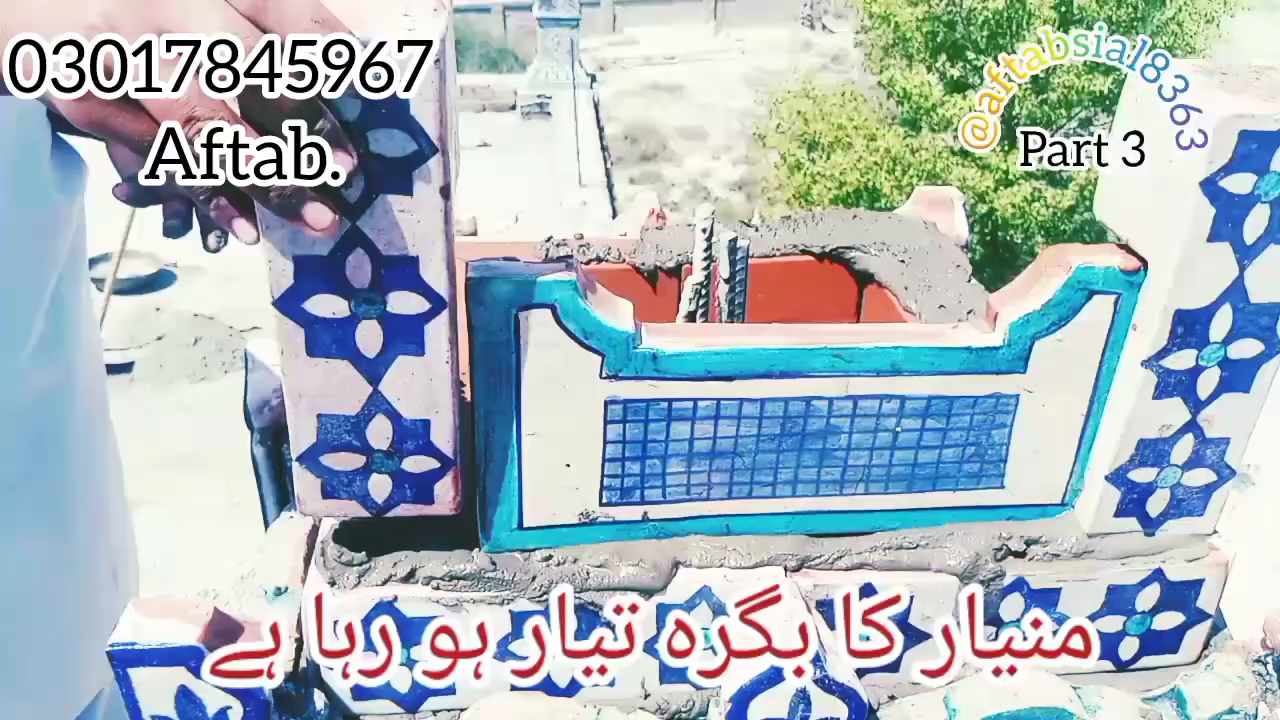 03017845967
Aftab.
@aftabsial8363
Part 3
منیار کا بگرہ تیار ہو رہا ہے